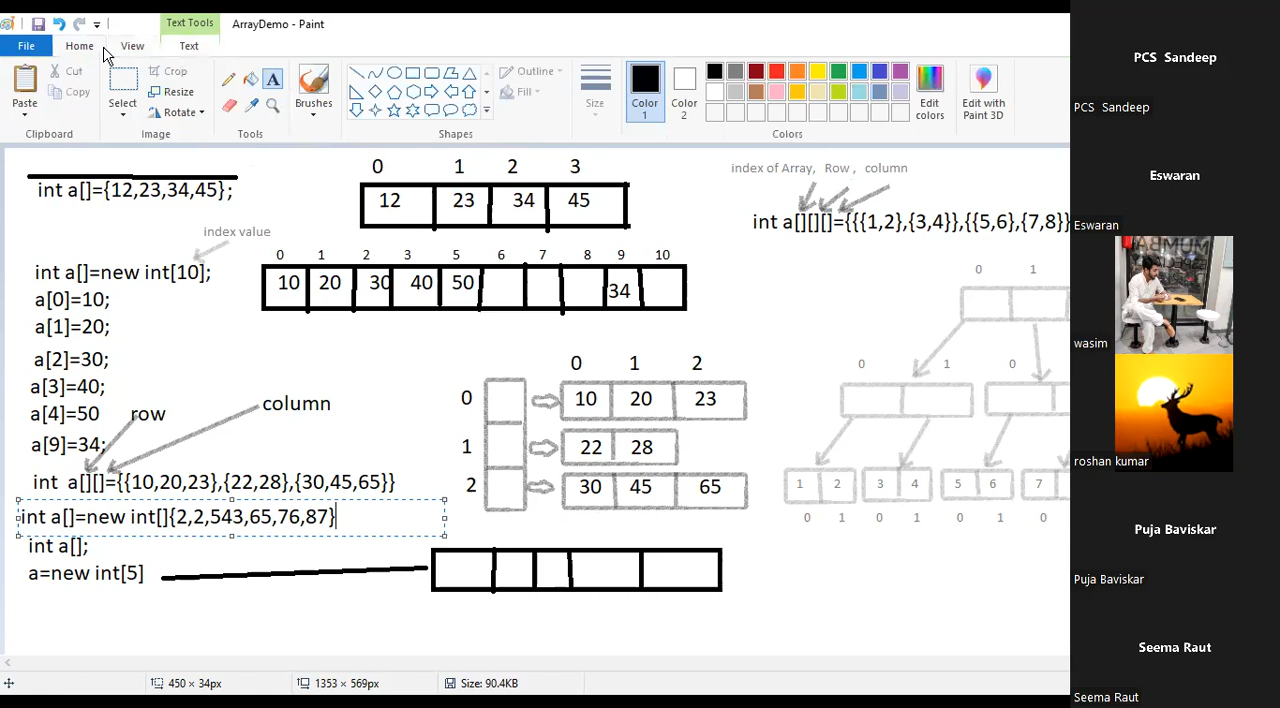 Text Tools
ArrayDemo - Paint
File
Home
View
Text
Paste
Cut
Copy
Clipboard
Select
Crop
Resize
Rotate
Image
Tools
Brushes
Shapes
Outline
Fill
Size
Color 1
Color 2
Edit colors
Colors
Edit with Paint 3D
int a[]={12,23,34,45};
0 1 2 3
12 23 34 45
index of Array, Row , column
int a[][][]={{{1,2},{3,4}},{{5,6},{7,8}}
index value
int a[]=new int[10];
a[0]=10;
a[1]=20;
a[2]=30;
a[3]=40;
a[4]=50
a[9]=34;
0 1 2 3 4 5 6 7 8 9 10
10 20 30 40 50 34
row
column
int a[][]={{10,20,23},{22,28},{30,45,65}}
int a[]=new int[]{2,2,543,65,76,87}
int a[];
a=new int[5]
0 1 2
0 10 20 23
1 22 28
2 30 45 65
0 1
0 1 0
1 2 3 4 5 6 7
0 1 0 1 0 1 0
450 × 34px
1353 × 569px
Size: 90.4KB
PCS Sandeep
PCS Sandeep
Eswaran
Eswaran
MUMBAI
wasim
roshan kumar
Puja Baviskar
Puja Baviskar
Seema Raut
Seema Raut